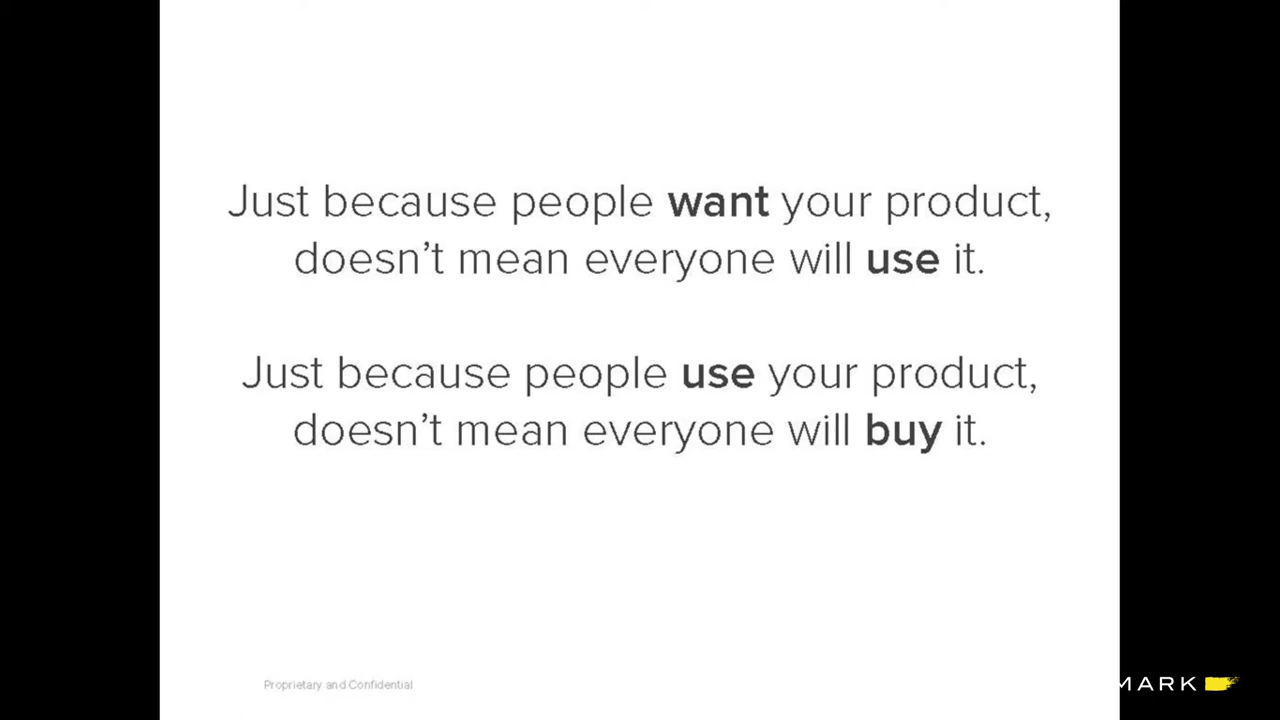 Just because people want your product,
doesn't mean everyone will use it.
Just because people use your product,
doesn't mean everyone will buy it.
Proprietary and Confidential
MARK